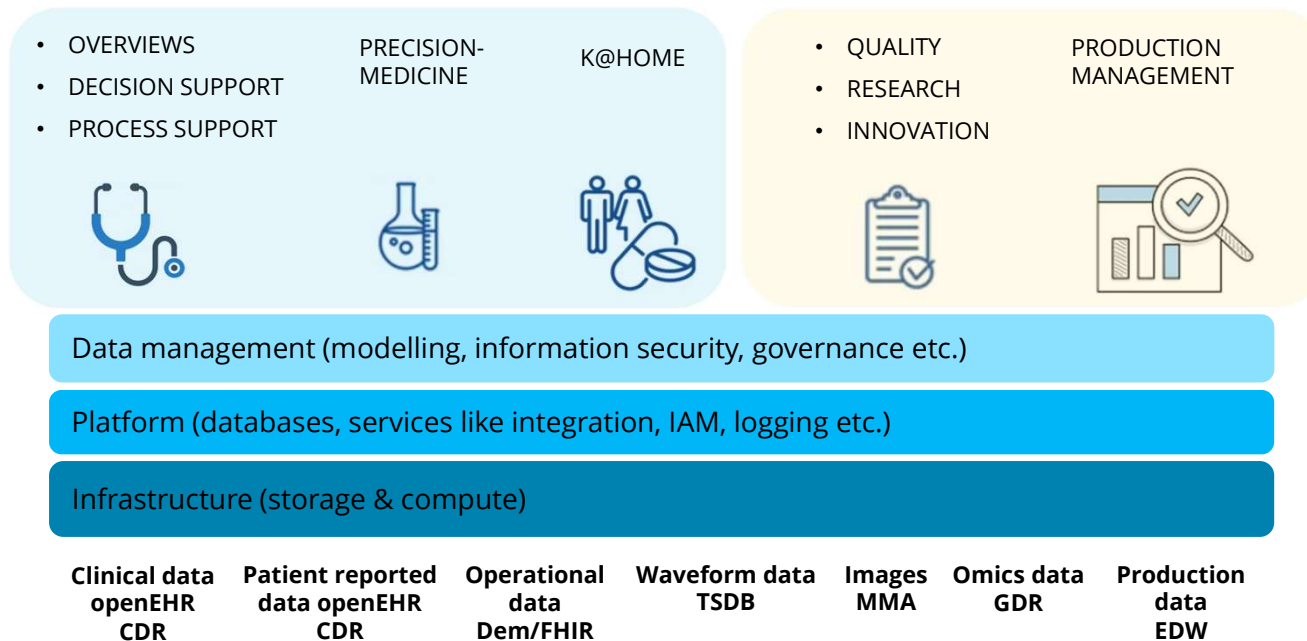 • OVERVIEWS
• DECISION SUPPORT
• PROCESS SUPPORT
PRECISION-
MEDICINE
K@HOME
• QUALITY
• RESEARCH
• INNOVATION
PRODUCTION
MANAGEMENT
Data management (modelling, information security, governance etc.)
Platform (databases, services like integration, IAM, logging etc.)
Infrastructure (storage & compute)
Clinical data
openEHR
CDR
Patient reported
data openEHR
CDR
Operational
data
Dem/FHIR
Waveform data
TSDB
Images
MMA
Omics data
GDR
Production
data
EDW